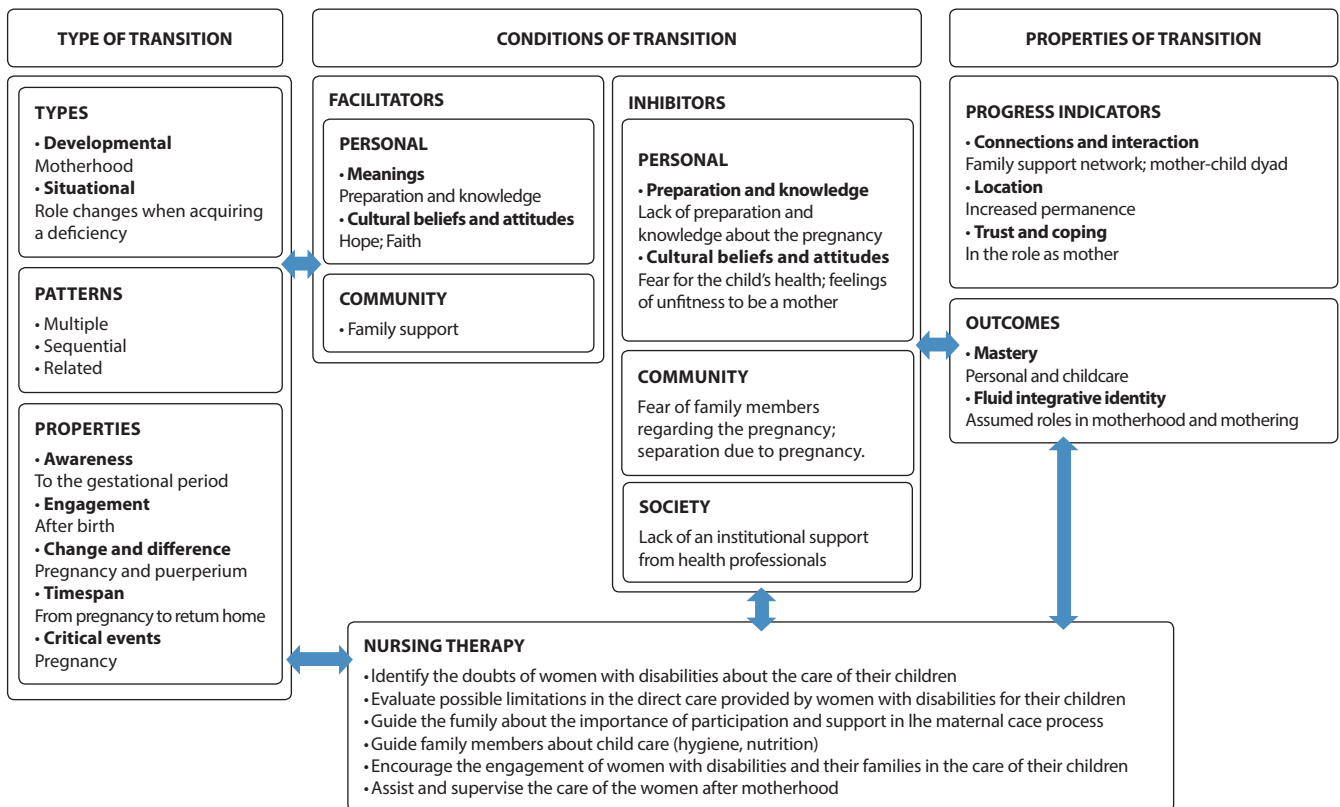 TYPE OF TRANSITION
CONDITIONS OF TRANSITION
PROPERTIES OF TRANSITION
TYPES
• Developmental
Motherhood
• Situational
Role changes when acquiring
a deficiency
PATTERNS
• Multiple
• Sequential
• Related
PROPERTIES
• Awareness
To the gestational period
• Engagement
After birth
• Change and difference
Pregnancy and puerperium
• Timespan
From pregnancy to return home
• Critical events
Pregnancy
FACILITATORS
PERSONAL
• Meanings
Preparation and knowledge
• Cultural beliefs and attitudes
Hope; Faith
COMMUNITY
• Family support
INHIBITORS
PERSONAL
• Preparation and knowledge
Lack of preparation and
knowledge about the pregnancy
• Cultural beliefs and attitudes
Fear for the child's health; feelings
of unfitness to be a mother
COMMUNITY
Fear of family members
regarding the pregnancy;
separation due to pregnancy.
SOCIETY
Lack of an institutional support
from health professionals
PROGRESS INDICATORS
• Connections and interaction
Family support network; mother-child dyad
• Location
Increased permanence
• Trust and coping
In the role as mother
OUTCOMES
• Mastery
Personal and childcare
• Fluid integrative identity
Assumed roles in motherhood and mothering
NURSING THERAPY
• Identify the doubts of women with disabilities about the care of their children
• Evaluate possible limitations in the direct care provided by women with disabilities for their children
• Guide the fumily about the importance of participation and support in lhe maternal cace process
• Guide family members about child care (hygiene, nutrition)
• Encourage the engagement of women with disabilities and their families in the care of their children
• Assist and supervise the care of the women after motherhood